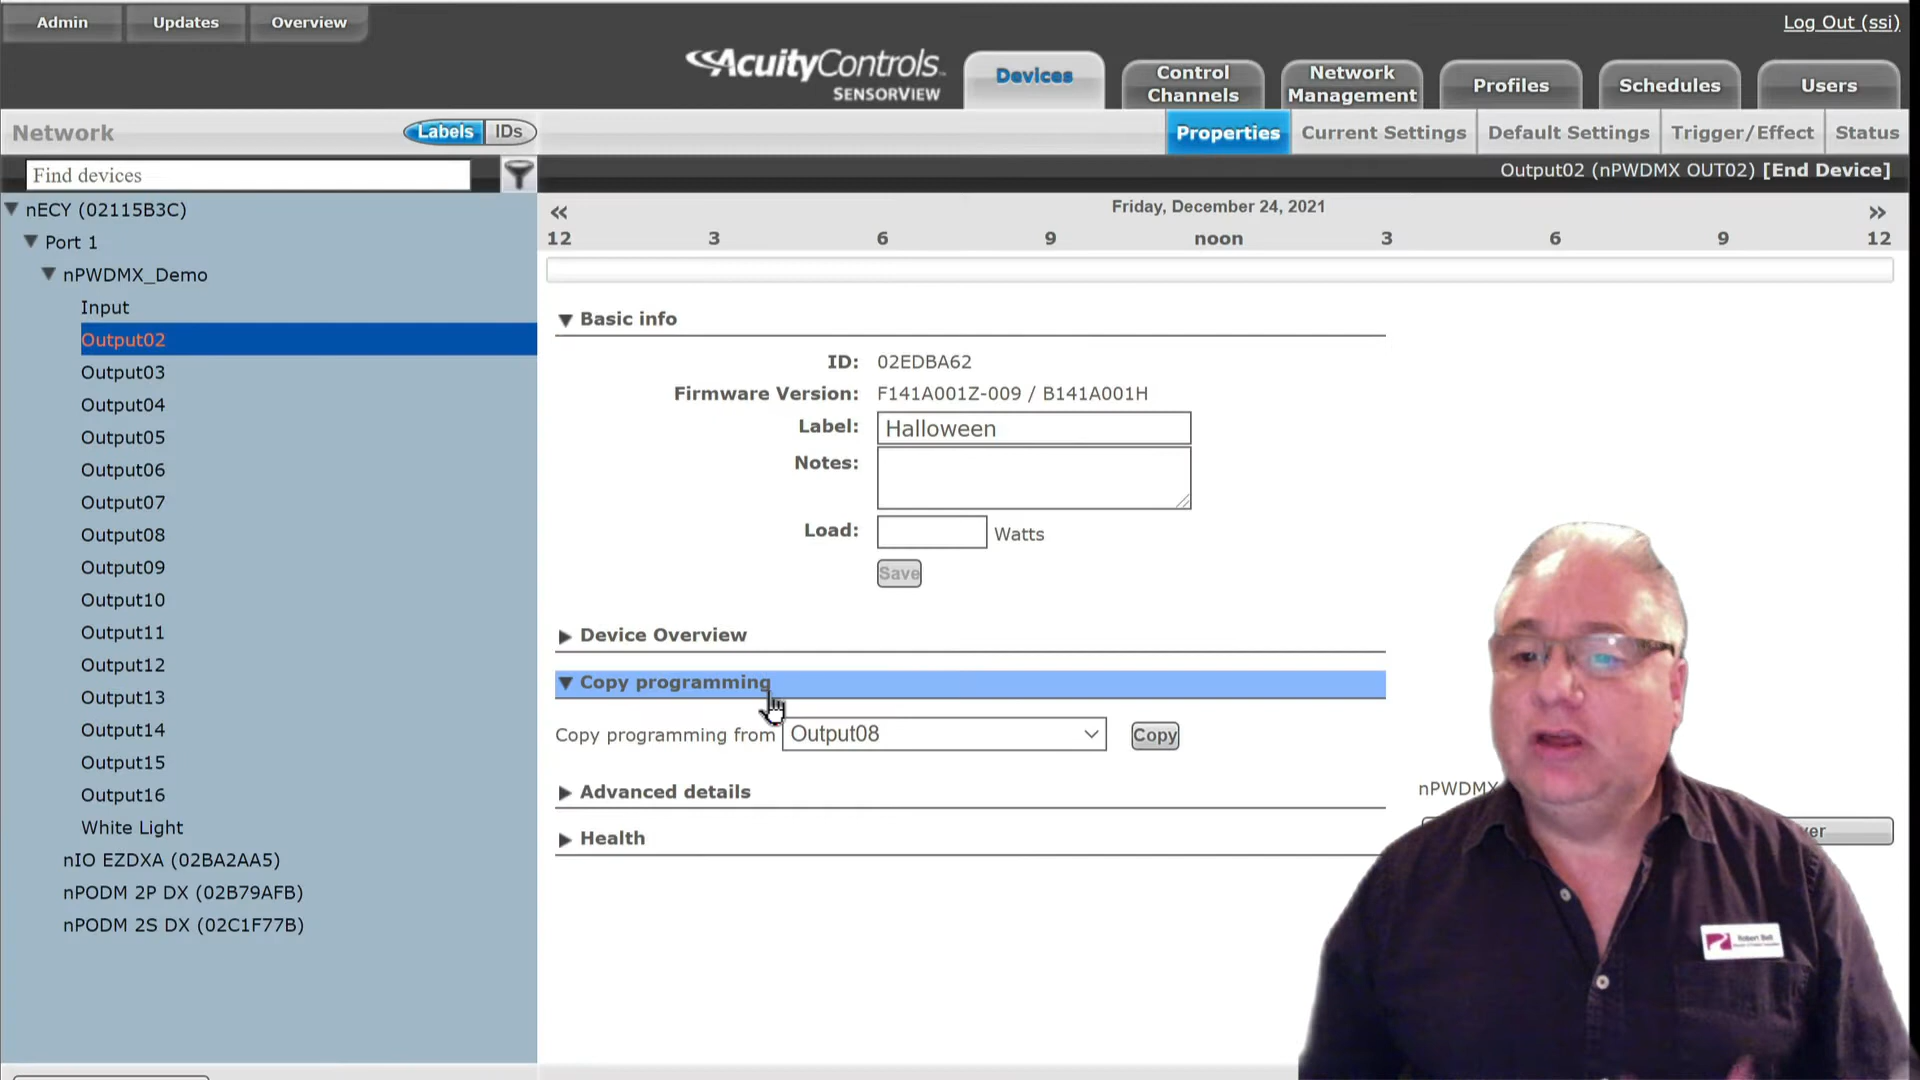 Admin
Updates
Overview
Log Out (ssi)
AcuityControls
SENSORVIEW
Devices
Control Channels
Network Management
Profiles
Schedules
Users
Network
Labels
IDs
Properties
Current Settings
Default Settings
Trigger/Effect
Status
Find devices
Output02 (nPWDMX OUT02) [End Device]
nECY (02115B3C)
Port 1
nPWDMX_Demo
Input
Output02
Output03
Output04
Output05
Output06
Output07
Output08
Output09
Output10
Output11
Output12
Output13
Output14
Output15
Output16
White Light
nIO EZDXA (02BA2AA5)
nPODM 2P DX (02B79AFB)
nPODM 2S DX (02C1F77B)
«
Friday, December 24, 2021
»
12 3 6 9 noon 3 6 9 12
Basic info
ID: 02EDBA62
Firmware Version: F141A001Z-009 / B141A001H
Label: Halloween
Notes:
Load: Watts
Save
Device Overview
Copy programming
Copy programming from Output08 Copy
Advanced details
nPWDMX
ver
Health
Robert Bell